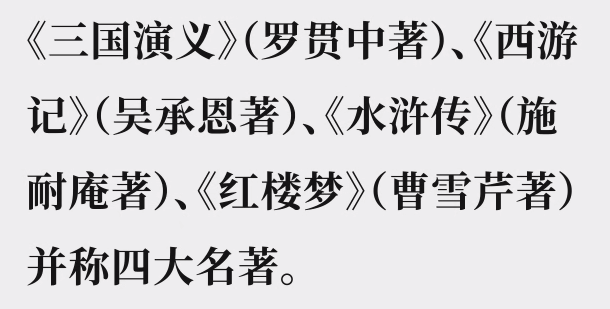 《三国演义》(罗贯中著)、《西游
记》(吴承恩著)、《水浒传》(施
耐庵著)、《红楼梦》(曹雪芹著)
并称四大名著。